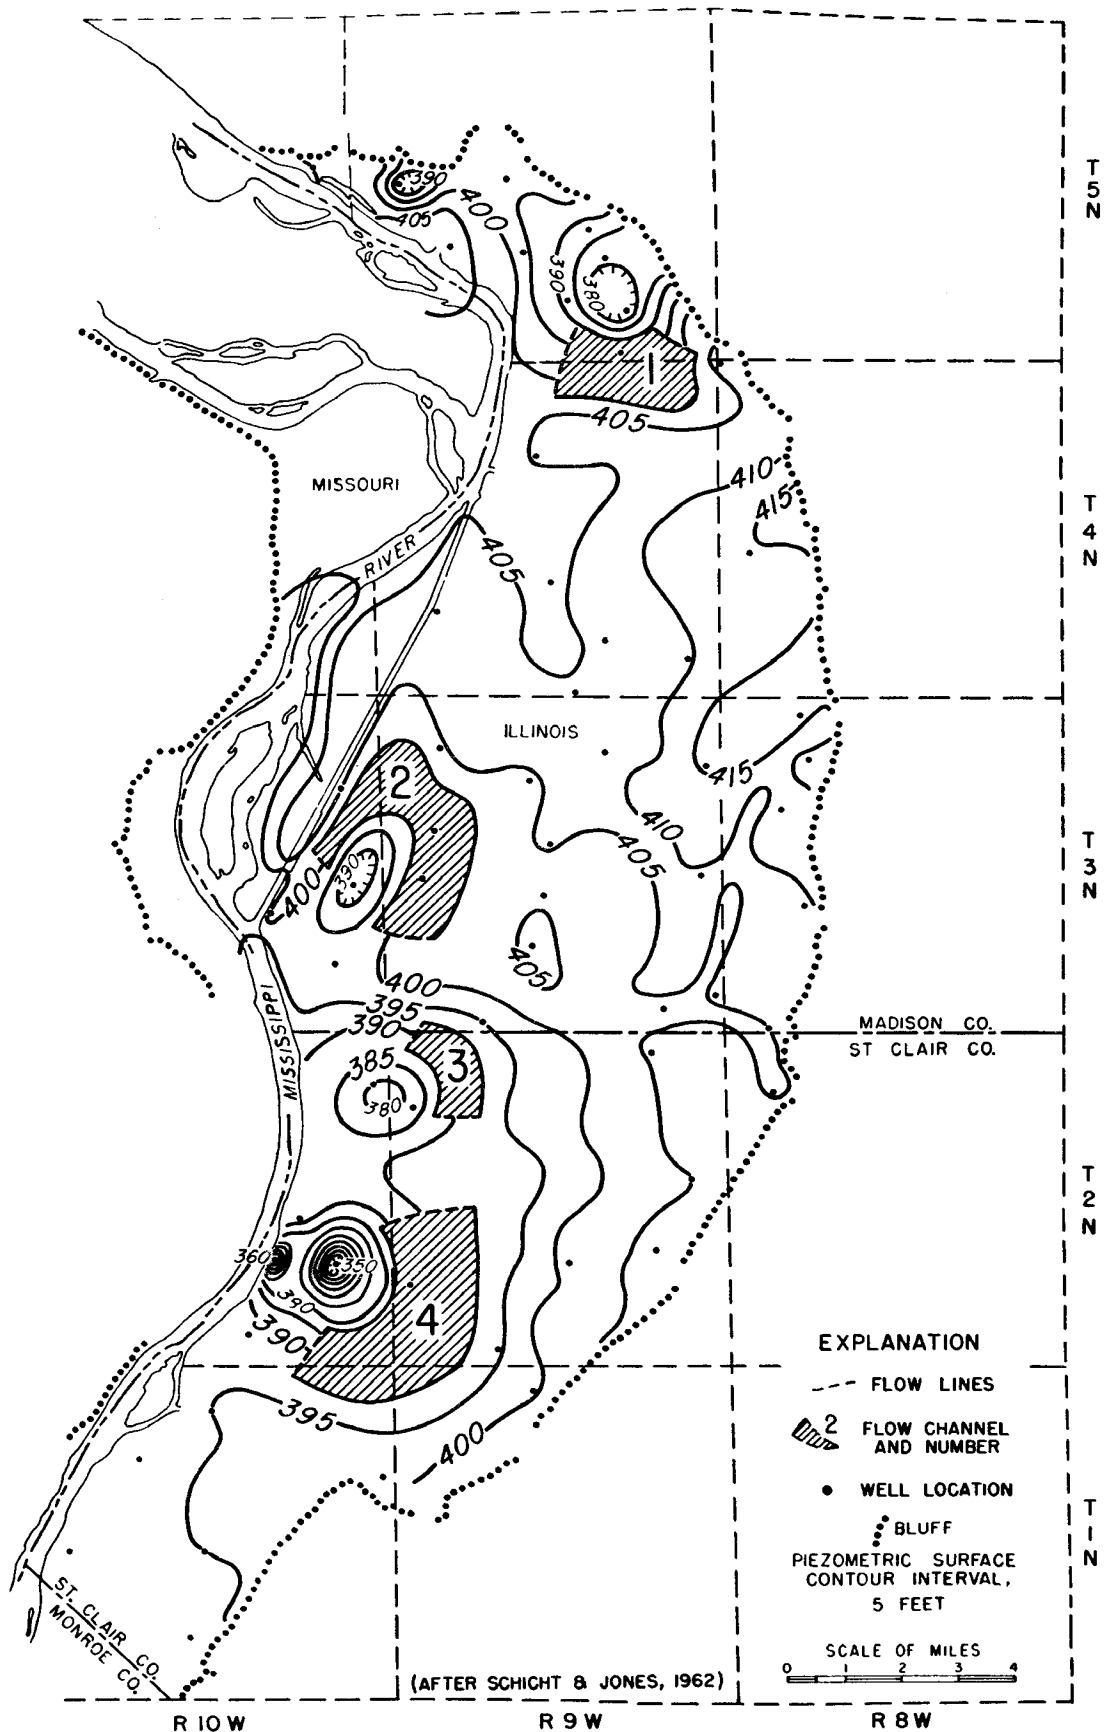 390
T
5
N
400
405
390
380
1
405
410
415
MISSOURI
T
4
N
RIVER
405
ILLINOIS
415
2
410
405
T
3
N
390
400
405
400
395
MISSISSIPPI
390
MADISON CO.
ST CLAIR CO.
385
3
380
T
2
N
360
350
390
390
4
EXPLANATION
FLOW LINES
395
2
FLOW CHANNEL
AND NUMBER
400
WELL LOCATION
BLUFF
T
1
N
PIEZOMETRIC SURFACE
CONTOUR INTERVAL,
5 FEET
ST. CLAIR CO.
MONROE CO.
SCALE OF MILES
0 1 2 3 4
(AFTER SCHICHT & JONES, 1962)
R 10 W
R 9 W
R 8 W